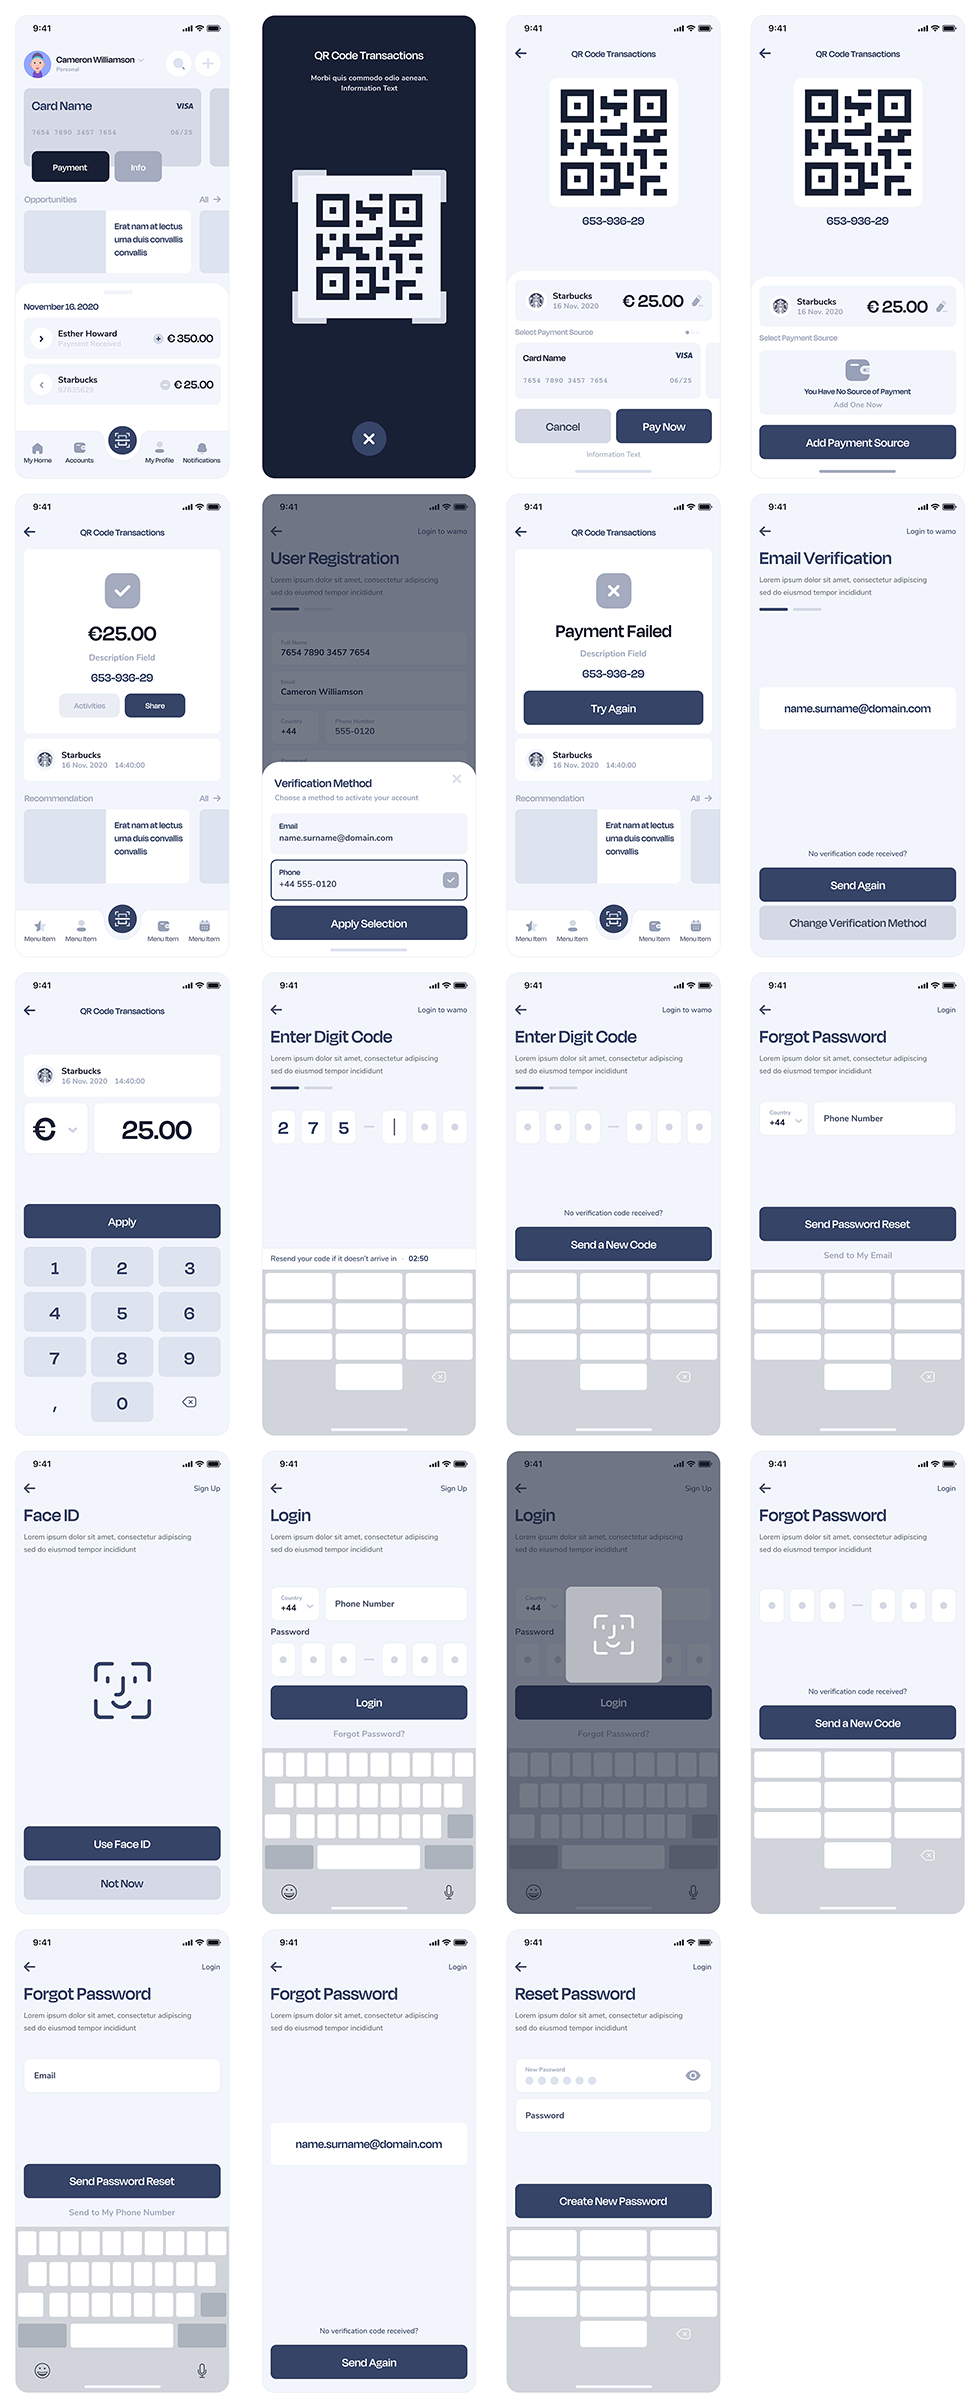 9:41
Cameron Williamson
Personal
Card Name
VISA
7654 7890 3457 7654
06/25
Payment
Info
Opportunities
All
Erat nam at lectus
urna duis convallis
convallis
November 16. 2020
Esther Howard
Payment Received
€ 350.00
Starbucks
97835629
€ 25.00
My Home
Accounts
My Profile
Notifications
QR Code Transactions
Morbi quis commodo odio aenean.
Information Text
9:41
QR Code Transactions
653-936-29
Starbucks
16 Nov. 2020
€ 25.00
Select Payment Source
Card Name
VISA
7654 7890 3457 7654
06/25
Cancel
Pay Now
Information Text
9:41
QR Code Transactions
653-936-29
Starbucks
16 Nov. 2020
€ 25.00
Select Payment Source
You Have No Source of Payment
Add One Now
Add Payment Source
9:41
QR Code Transactions
€25.00
Description Field
653-936-29
Activities
Share
Starbucks
16 Nov. 2020 14:40:00
Recommendation
All
Erat nam at lectus
urna duis convallis
convallis
Menu Item
Menu Item
Menu Item
Menu Item
9:41
Login to wamo
User Registration
Lorem ipsum dolor sit amet, consectetur adipiscing
sed do eiusmod tempor incididunt
Full Name
7654 7890 3457 7654
Email
Cameron Williamson
Country
+44
Phone Number
555-0120
Password
Verification Method
Choose a method to activate your account
Email
name.surname@domain.com
Phone
+44 555-0120
Apply Selection
9:41
QR Code Transactions
Payment Failed
Description Field
653-936-29
Try Again
Starbucks
16 Nov. 2020 14:40:00
Recommendation
All
Erat nam at lectus
urna duis convallis
convallis
Menu Item
Menu Item
Menu Item
Menu Item
9:41
Login to wamo
Email Verification
Lorem ipsum dolor sit amet, consectetur adipiscing
sed do eiusmod tempor incididunt
name.surname@domain.com
No verification code received?
Send Again
Change Verification Method
9:41
QR Code Transactions
Starbucks
16 Nov. 2020 14:40:00
€
25.00
Apply
1 2 3
4 5 6
7 8 9
, 0
9:41
Login to wamo
Enter Digit Code
Lorem ipsum dolor sit amet, consectetur adipiscing
sed do eiusmod tempor incididunt
2 7 5 –
Resend your code if it doesn't arrive in · 02:50
9:41
Login to wamo
Enter Digit Code
Lorem ipsum dolor sit amet, consectetur adipiscing
sed do eiusmod tempor incididunt
No verification code received?
Send a New Code
9:41
Login
Forgot Password
Lorem ipsum dolor sit amet, consectetur adipiscing
sed do eiusmod tempor incididunt
Country
+44
Phone Number
Send Password Reset
Send to My Email
9:41
Sign Up
Face ID
Lorem ipsum dolor sit amet, consectetur adipiscing
sed do eiusmod tempor incididunt
Use Face ID
Not Now
9:41
Sign Up
Login
Lorem ipsum dolor sit amet, consectetur adipiscing
sed do eiusmod tempor incididunt
Country
+44
Phone Number
Password
Login
Forgot Password?
9:41
Sign Up
Login
Lorem ipsum dolor sit amet, consectetur adipiscing
sed do eiusmod tempor incididunt
Country
+44
Password
Login
Forgot Password?
9:41
Login
Forgot Password
Lorem ipsum dolor sit amet, consectetur adipiscing
sed do eiusmod tempor incididunt
No verification code received?
Send a New Code
9:41
Login
Forgot Password
Lorem ipsum dolor sit amet, consectetur adipiscing
sed do eiusmod tempor incididunt
Email
Send Password Reset
Send to My Phone Number
9:41
Login
Forgot Password
Lorem ipsum dolor sit amet, consectetur adipiscing
sed do eiusmod tempor incididunt
name.surname@domain.com
No verification code received?
Send Again
9:41
Login
Reset Password
Lorem ipsum dolor sit amet, consectetur adipiscing
sed do eiusmod tempor incididunt
New Password
Password
Create New Password